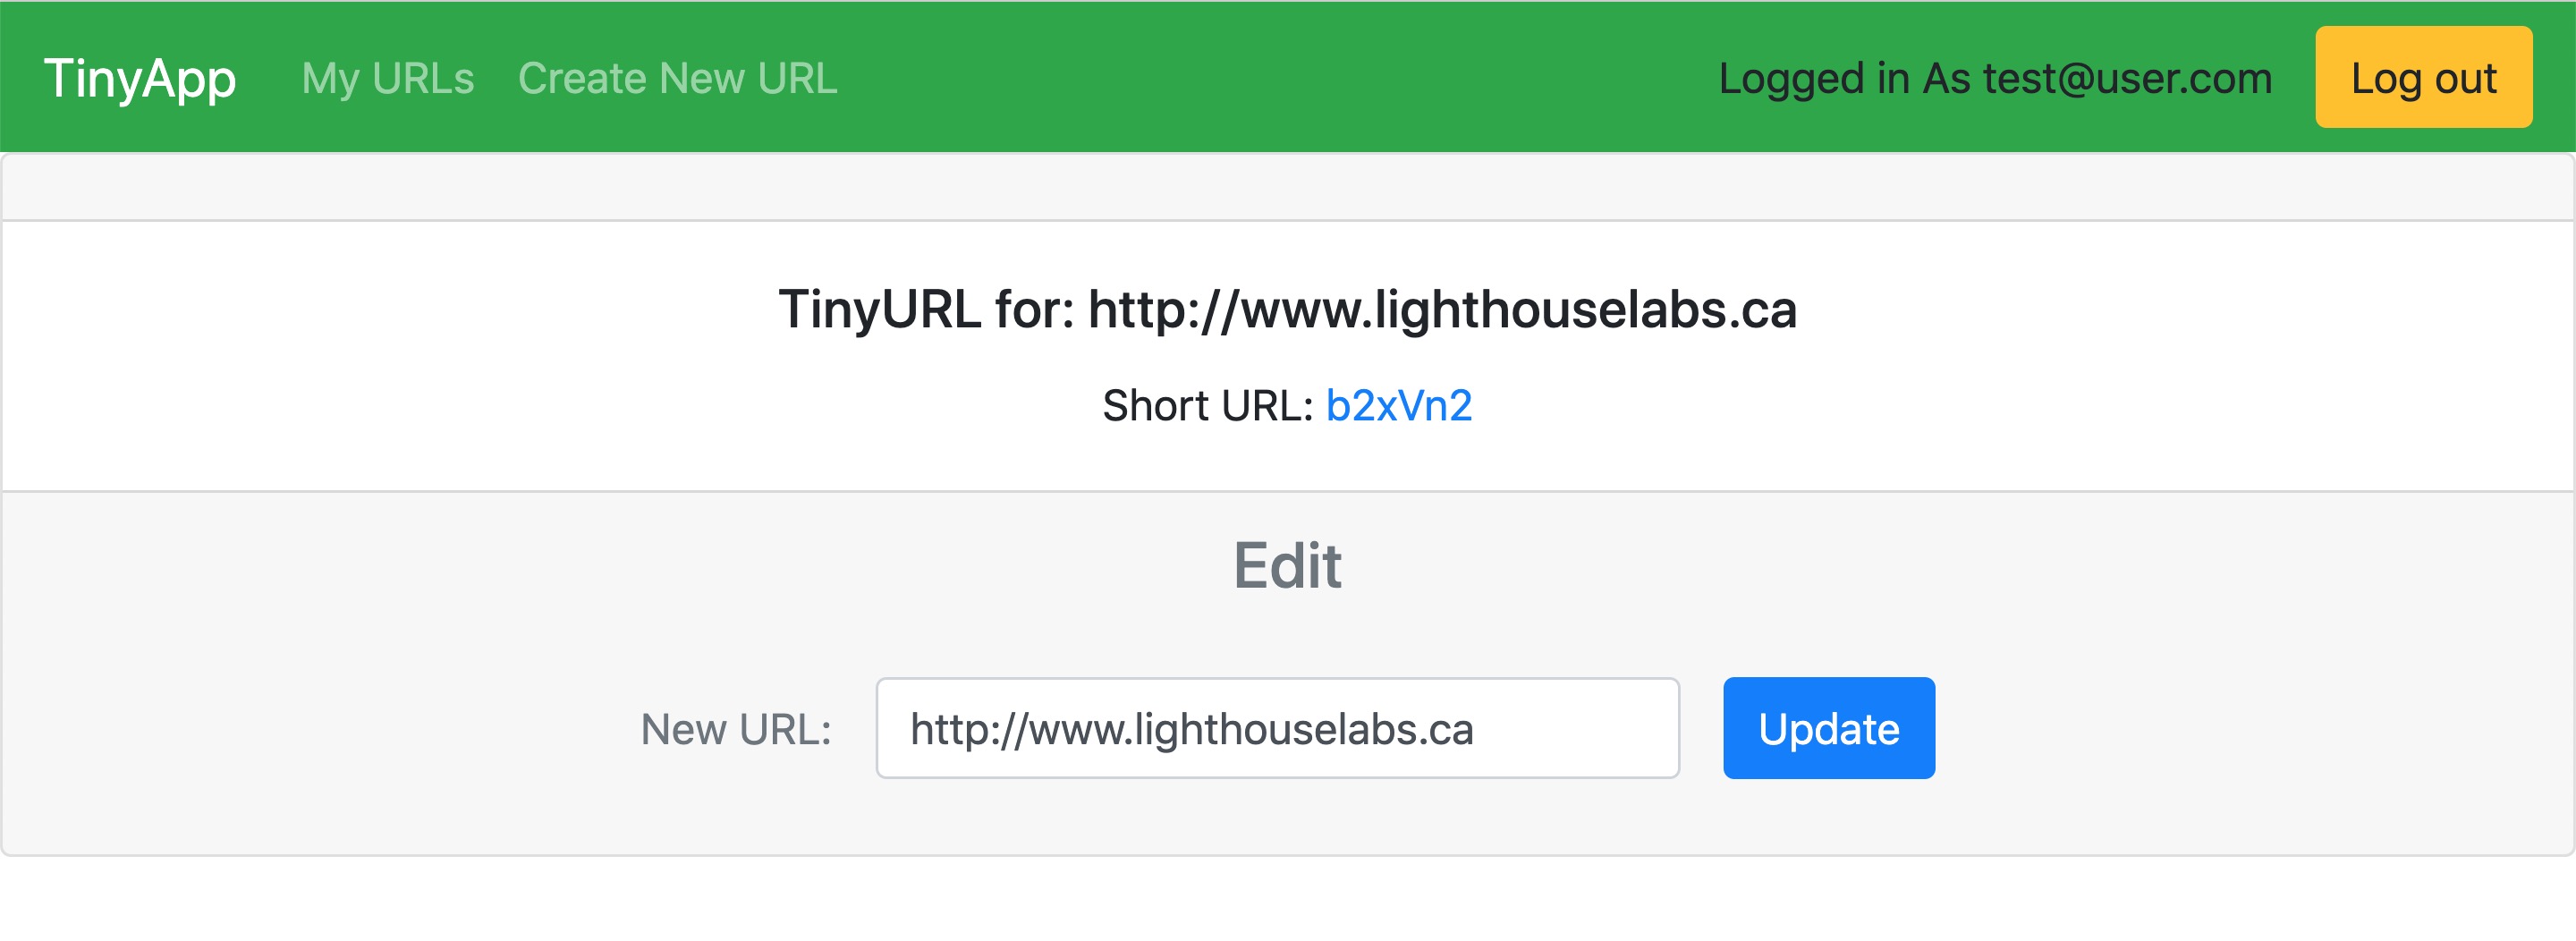 TinyApp My URLs Create New URL Logged in As test@user.com Log out
TinyURL for: http://www.lighthouselabs.ca
Short URL: b2xVn2
Edit
New URL: http://www.lighthouselabs.ca Update